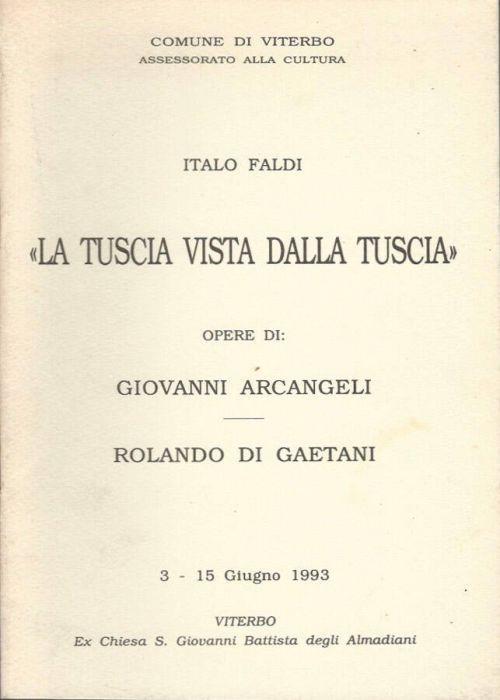 COMUNE DI VITERBO
ASSESSORATO ALLA CULTURA
ITALO FALDI
«LA TUSCIA VISTA DALLA TUSCIA»
OPERE DI:
GIOVANNI ARCANGELI
ROLANDO DI GAETANI
3 - 15 Giugno 1993
VITERBO
Ex Chiesa S. Giovanni Battista degli Almadiani